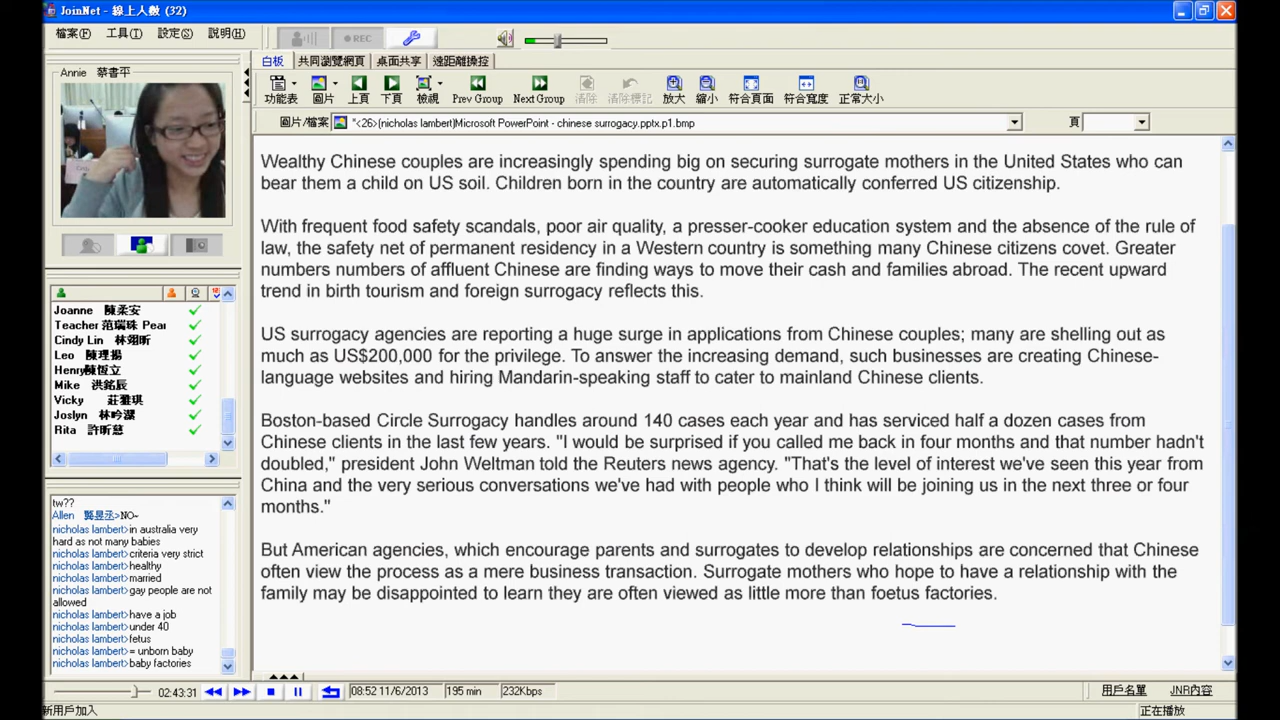 JoinNet - 線上人數 (32)
檔案(F) 工具(I) 設定(S) 說明(H)
REC
Annie 蔡書平
白板 共同瀏覽網頁 桌面共享 遠距離操控
功能表 圖片 上頁 下頁 檢視 Prev Group Next Group 清除 清除標記 放大 縮小 符合頁面 符合寬度 正常大小
圖片/檔案 "<26>(nicholas lambert)Microsoft PowerPoint - chinese surrogacy.pptx.p1.bmp 頁
Wealthy Chinese couples are increasingly spending big on securing surrogate mothers in the United States who can
bear them a child on US soil. Children born in the country are automatically conferred US citizenship.
With frequent food safety scandals, poor air quality, a presser-cooker education system and the absence of the rule of
law, the safety net of permanent residency in a Western country is something many Chinese citizens covet. Greater
numbers numbers of affluent Chinese are finding ways to move their cash and families abroad. The recent upward
trend in birth tourism and foreign surrogacy reflects this.
US surrogacy agencies are reporting a huge surge in applications from Chinese couples; many are shelling out as
much as US$200,000 for the privilege. To answer the increasing demand, such businesses are creating Chinese-
language websites and hiring Mandarin-speaking staff to cater to mainland Chinese clients.
Boston-based Circle Surrogacy handles around 140 cases each year and has serviced half a dozen cases from
Chinese clients in the last few years. "I would be surprised if you called me back in four months and that number hadn't
doubled," president John Weltman told the Reuters news agency. "That's the level of interest we've seen this year from
China and the very serious conversations we've had with people who I think will be joining us in the next three or four
months."
But American agencies, which encourage parents and surrogates to develop relationships are concerned that Chinese
often view the process as a mere business transaction. Surrogate mothers who hope to have a relationship with the
family may be disappointed to learn they are often viewed as little more than foetus factories.
Joanne 陳柔安
Teacher 范瑞珠 Pear
Cindy Lin 林翊昕
Leo 陳理揚
Henry陳恆立
Mike 洪銘辰
Vicky 莊雅琪
Joslyn 林吟潔
Rita 許昕慈
tw??
Allen 龔昱丞>NO~
nicholas lambert>in australia very
hard as not many babies
nicholas lambert>criteria very strict
nicholas lambert>healthy
nicholas lambert>married
nicholas lambert>gay people are not
allowed
nicholas lambert>have a job
nicholas lambert>under 40
nicholas lambert>fetus
nicholas lambert>= unborn baby
nicholas lambert>baby factories
02:43:31 08:52 11/6/2013 195 min 232Kbps 用戶名單 JNR內容
新用戶加入 正在播放